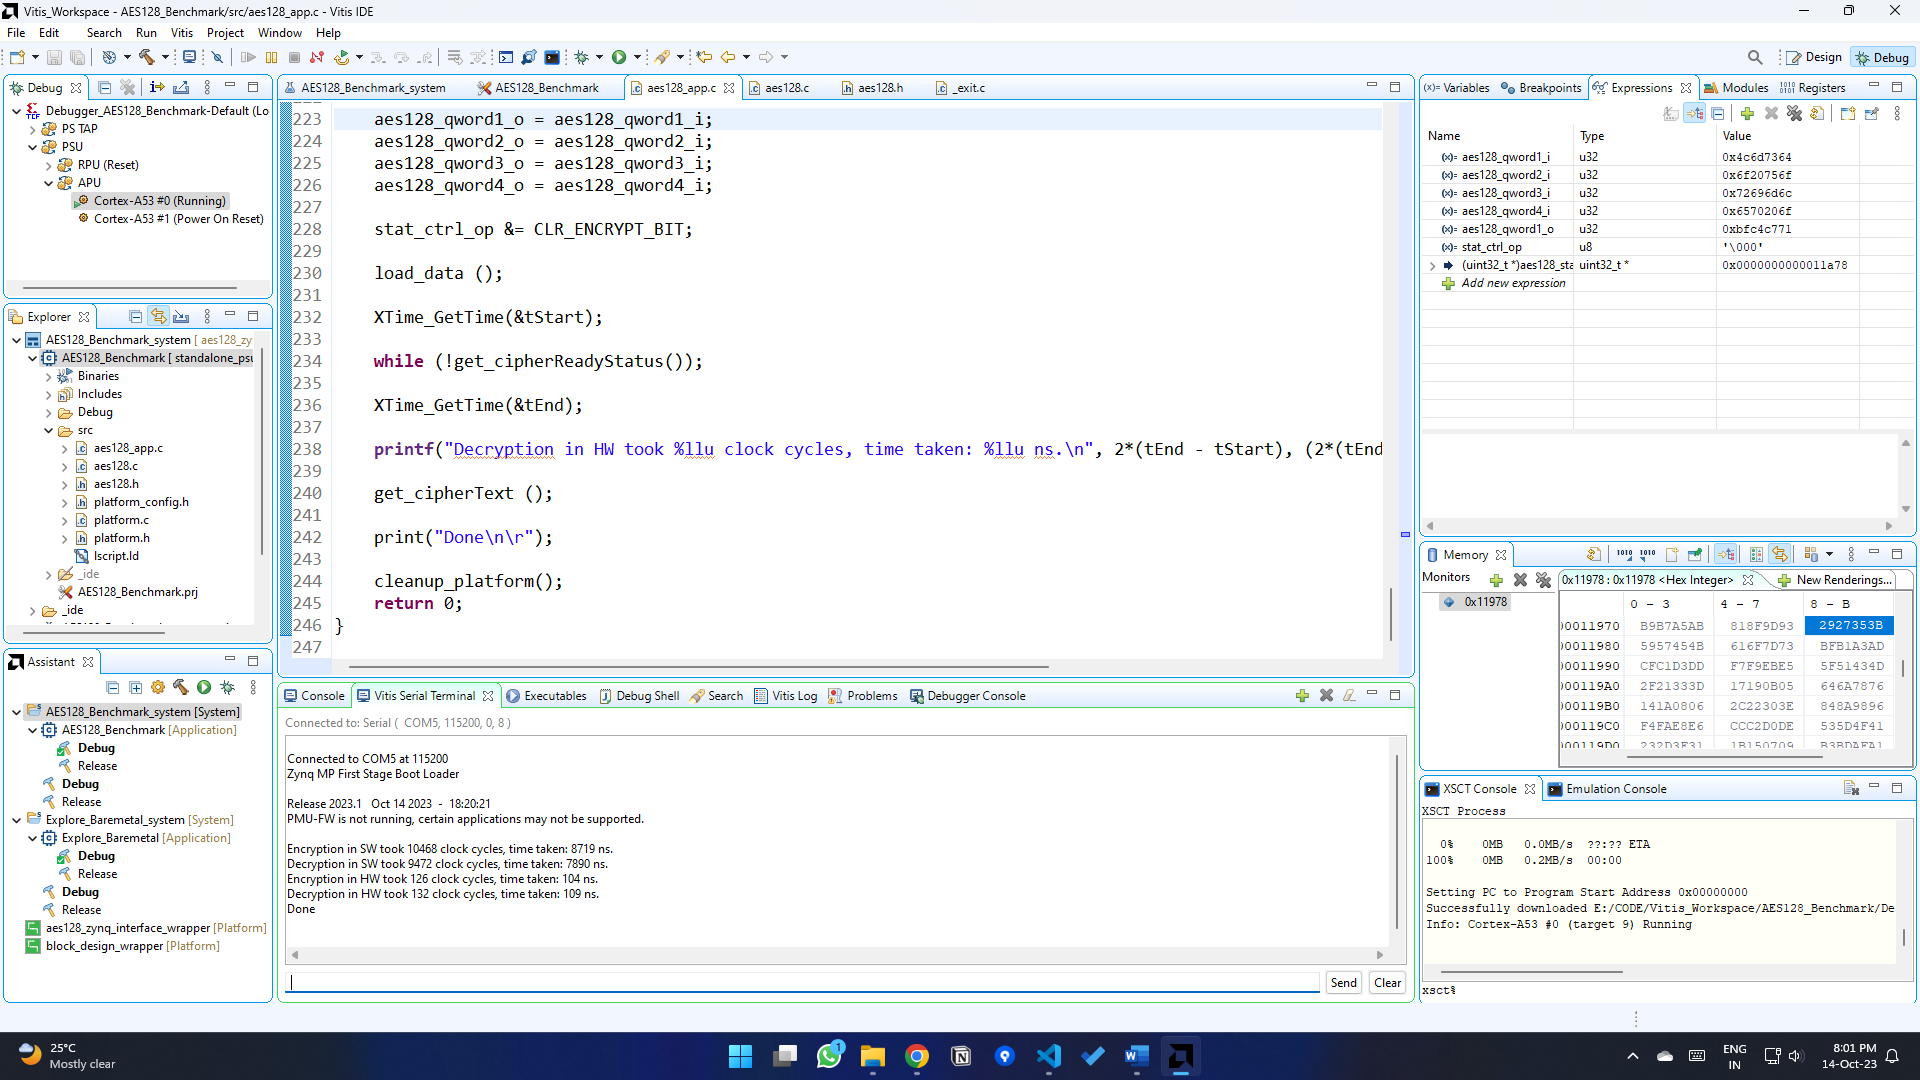 Vitis_Workspace - AES128_Benchmark/src/aes128_app.c - Vitis IDE
File Edit Search Run Vitis Project Window Help
Design Debug
Debug
Debugger_AES128_Benchmark-Default (Lo
PS TAP
PSU
RPU (Reset)
APU
Cortex-A53 #0 (Running)
Cortex-A53 #1 (Power On Reset)
Explorer
AES128_Benchmark_system [ aes128_zy
AES128_Benchmark [ standalone_psu
Binaries
Includes
Debug
src
aes128_app.c
aes128.c
aes128.h
platform_config.h
platform.c
platform.h
lscript.ld
_ide
AES128_Benchmark.prj
_ide
Assistant
AES128_Benchmark_system [System]
AES128_Benchmark [Application]
Debug
Release
Debug
Release
Explore_Baremetal_system [System]
Explore_Baremetal [Application]
Debug
Release
Debug
Release
aes128_zynq_interface_wrapper [Platform]
block_design_wrapper [Platform]
AES128_Benchmark_system AES128_Benchmark aes128_app.c aes128.c aes128.h _exit.c
223 aes128_qword1_o = aes128_qword1_i;
224 aes128_qword2_o = aes128_qword2_i;
225 aes128_qword3_o = aes128_qword3_i;
226 aes128_qword4_o = aes128_qword4_i;
227
228 stat_ctrl_op &= CLR_ENCRYPT_BIT;
229
230 load_data ();
231
232 XTime_GetTime(&tStart);
233
234 while (!get_cipherReadyStatus());
235
236 XTime_GetTime(&tEnd);
237
238 printf("Decryption in HW took %llu clock cycles, time taken: %llu ns.\n", 2*(tEnd - tStart), (2*(tEnd
239
240 get_cipherText ();
241
242 print("Done\n\r");
243
244 cleanup_platform();
245 return 0;
246 }
247
Console Vitis Serial Terminal Executables Debug Shell Search Vitis Log Problems Debugger Console
Connected to: Serial ( COM5, 115200, 0, 8 )
Connected to COM5 at 115200
Zynq MP First Stage Boot Loader
Release 2023.1 Oct 14 2023 - 18:20:21
PMU-FW is not running, certain applications may not be supported.
Encryption in SW took 10468 clock cycles, time taken: 8719 ns.
Decryption in SW took 9472 clock cycles, time taken: 7890 ns.
Encryption in HW took 126 clock cycles, time taken: 104 ns.
Decryption in HW took 132 clock cycles, time taken: 109 ns.
Done
Send Clear
(x)= Variables Breakpoints Expressions Modules Registers
Name Type Value
(x)= aes128_qword1_i u32 0x4c6d7364
(x)= aes128_qword2_i u32 0x6f20756f
(x)= aes128_qword3_i u32 0x72696d6c
(x)= aes128_qword4_i u32 0x6570206f
(x)= aes128_qword1_o u32 0xbfc4c771
(x)= stat_ctrl_op u8 '\000'
(uint32_t *)aes128_sta uint32_t * 0x0000000000011a78
Add new expression
Memory
Monitors
0x11978
0x11978 : 0x11978 <Hex Integer> New Renderings...
0 - 3 4 - 7 8 - B
00011970 B9B7A5AB 818F9D93 2927353B
00011980 5957454B 616F7D73 BFB1A3AD
00011990 CFC1D3DD F7F9EBE5 5F51434D
000119A0 2F21333D 17190B05 646A7876
000119B0 141A0806 2C22303E 848A9896
000119C0 F4FAE8E6 CCC2D0DE 535D4F41
000119D0 232D3F31 1B150709 B3BDAFA1
XSCT Console Emulation Console
XSCT Process
0% 0MB 0.0MB/s ??:?? ETA
100% 0MB 0.2MB/s 00:00
Setting PC to Program Start Address 0x00000000
Successfully downloaded E:/CODE/Vitis_Workspace/AES128_Benchmark/De
Info: Cortex-A53 #0 (target 9) Running
xsct%
25°C
Mostly clear
1
ENG
IN
8:01 PM
14-Oct-23